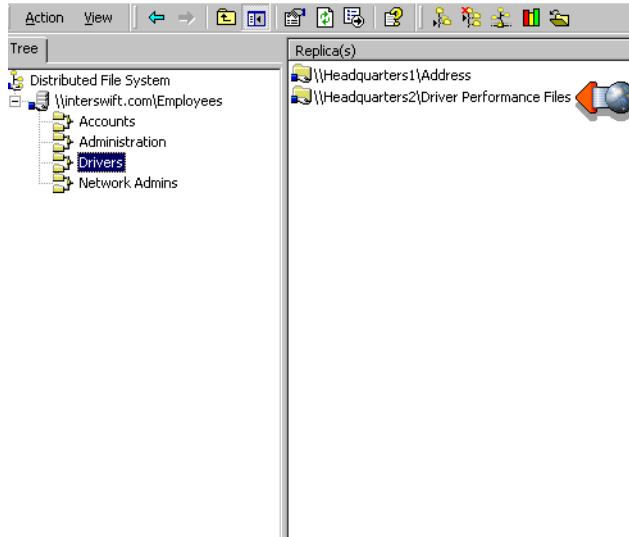 Action View
Tree
Distributed File System
\\interswift.com\Employees
Accounts
Administration
Drivers
Network Admins
Replica(s)
\\Headquarters1\Address
\\Headquarters2\Driver Performance Files